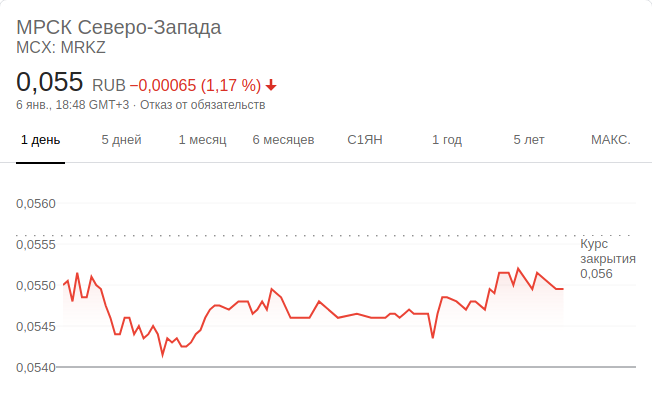 МРСК Северо-Запада
MCX: MRKZ
0,055 RUB −0,00065 (1,17 %)
6 янв., 18:48 GMT+3 · Отказ от обязательств
1 день 5 дней 1 месяц 6 месяцев С1ЯН 1 год 5 лет МАКС.
0,0560
0,0555
Курс
закрытия
0,056
0,0550
0,0545
0,0540